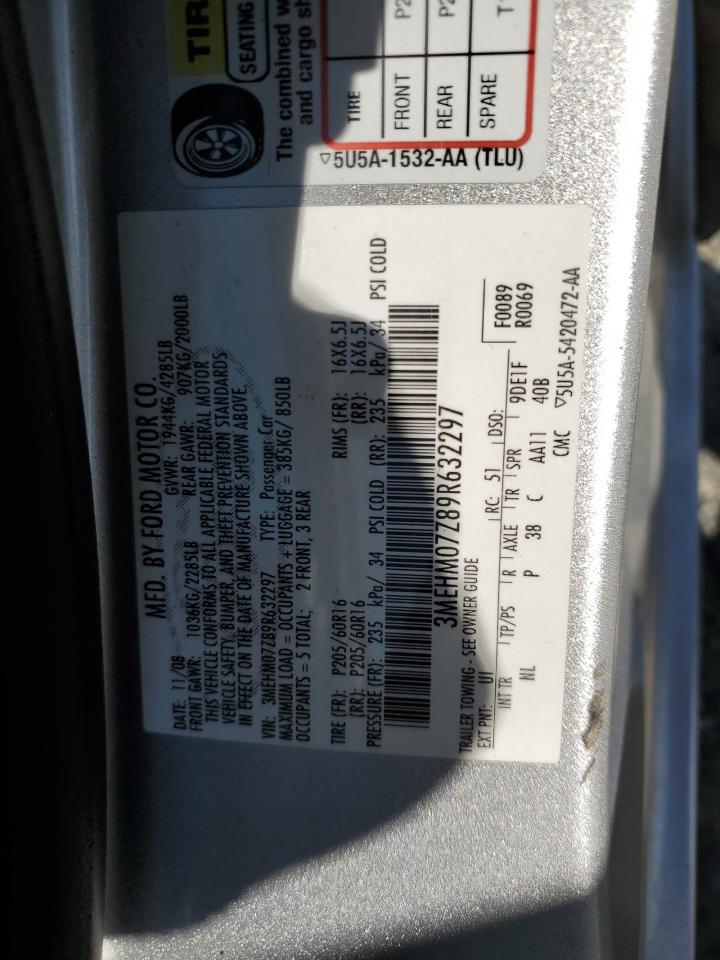 TIR
SEATING
The combined w
and cargo sh
TIRE
FRONT P2
REAR P2
SPARE T1
▽5U5A-1532-AA (TLU)
MFD. BY FORD MOTOR CO.
DATE: 11/08 GVWR: 1944KG/4285LB
FRONT GAWR: 1036KG/2285LB REAR GAWR: 907KG/2000LB
THIS VEHICLE CONFORMS TO ALL APPLICABLE FEDERAL MOTOR
VEHICLE SAFETY, BUMPER, AND THEFT PREVENTION STANDARDS
IN EFFECT ON THE DATE OF MANUFACTURE SHOWN ABOVE.
VIN: 3MEHM07Z89R632297 TYPE: Passenger Car
MAXIMUM LOAD = OCCUPANTS + LUGGAGE = 385KG/ 850LB
OCCUPANTS = 5 TOTAL; 2 FRONT, 3 REAR
TIRE (FR): P205/60R16 RIMS (FR): 16X6.5J
(RR): P205/60R16 (RR): 16X6.5J
PRESSURE (FR): 235 kPa/ 34 PSI COLD (RR): 235 kPa/ 34 PSI COLD
3MEHM07Z89R632297
TRAILER TOWING - SEE OWNER GUIDE
F0089
R0069
EXT PNT: UI RC: 51 DSO:
INT TR TP/PS R AXLE TR SPR 9DE1F
NL P 38 C AA11 40B
CMC ▽5U5A-5420472-AA